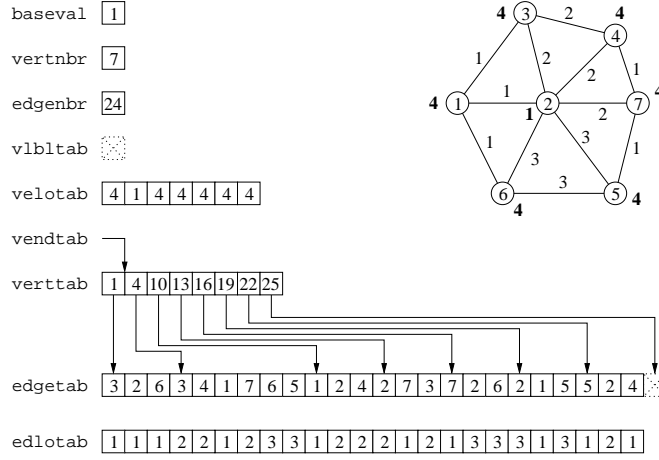 baseval 1
vertnbr 7
edgenbr 24
vlbltab
velotab 4 1 4 4 4 4 4
vendtab
verttab 1 4 10 13 16 19 22 25
edgetab 3 2 6 3 4 1 7 6 5 1 2 4 2 7 3 7 2 6 2 1 5 5 2 4
edlotab 1 1 1 2 2 1 2 3 3 1 2 2 2 1 2 1 3 3 3 1 3 1 2 1
4 3 2 4
4
1 2 2 1
4 1 1 2 2 7 4
1
1 3 3 1
6 3 5
4 4